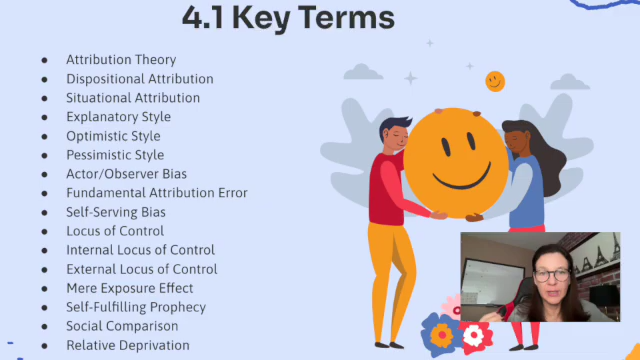 4.1 Key Terms
● Attribution Theory
● Dispositional Attribution
● Situational Attribution
● Explanatory Style
● Optimistic Style
● Pessimistic Style
● Actor/Observer Bias
● Fundamental Attribution Error
● Self-Serving Bias
● Locus of Control
● Internal Locus of Control
● External Locus of Control
● Mere Exposure Effect
● Self-Fulfilling Prophecy
● Social Comparison
● Relative Deprivation